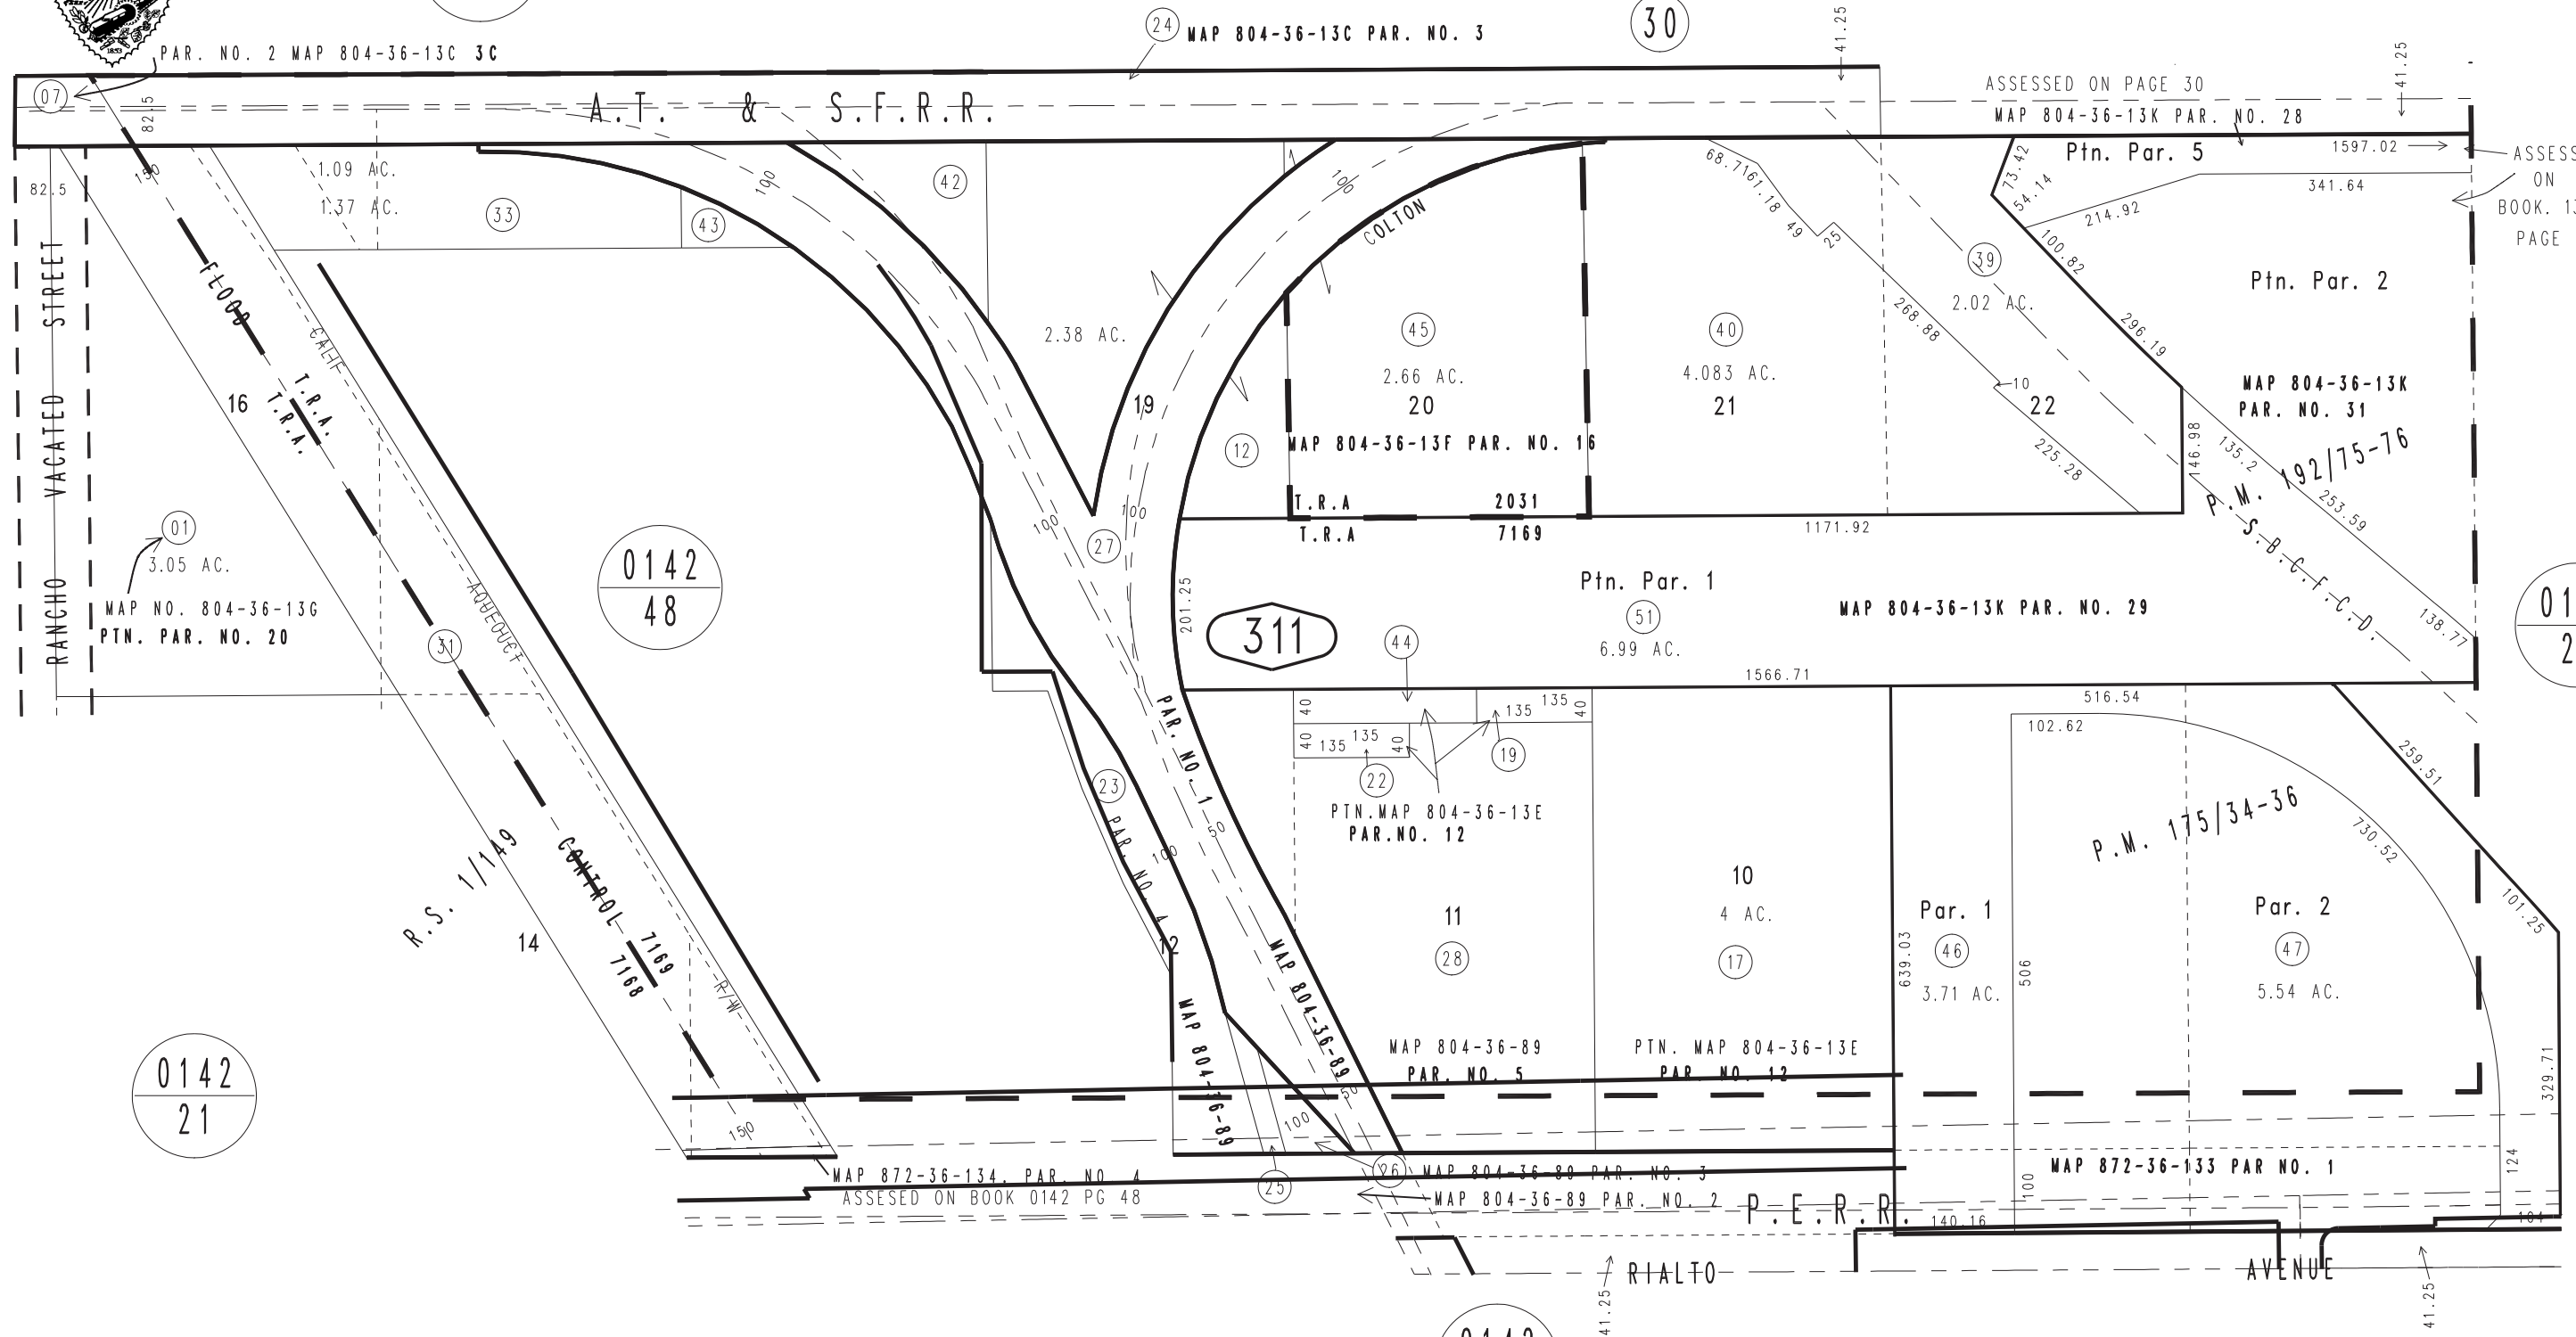 1853
PAR. NO. 2 MAP 804-36-13C 3C
24
MAP 804-36-13C PAR. NO. 3
30
41.25
41.25
07
82.5
A.T. & S.F.R.R.
ASSESSED ON PAGE 30
MAP 804-36-13K PAR. NO. 28
Ptn. Par. 5
1597.02
ASSESS
ON
BOOK. 13
PAGE
341.64
82.5
150
1.09 AC.
1.37 AC.
33
43
100
42
100
COLTON
68.71
61.18
49
25
73.42
54.14
214.92
100.82
39
2.02 AC.
Ptn. Par. 2
RANCHO VACATED STREET
FLOOD
CALIF
2.38 AC.
45
2.66 AC.
20
40
4.083 AC.
21
268.88
10
22
296.19
MAP 804-36-13K
PAR. NO. 31
16
T.R.A.
T.R.A.
19
12
MAP 804-36-13F PAR. NO. 16
225.28
146.98
135.2
P.M. 192/75-76
253.59
S.B.C.F.C.D.
138.77
T.R.A 2031
T.R.A 7169
1171.92
01
3.05 AC.
MAP NO. 804-36-13G
PTN. PAR. NO. 20
31
AQUEDUCT
0142
48
100
100
27
201.25
311
44
Ptn. Par. 1
51
6.99 AC.
MAP 804-36-13K PAR. NO. 29
1566.71
01
2
40
135
135
40
40
135
135
40
22
19
PTN.MAP 804-36-13E
PAR.NO. 12
516.54
102.62
259.51
P.M. 175/34-36
730.52
101.25
R.S. 1/149
14
CONTROL
7169
7168
R/W
23
PAR. NO. 4
12
MAP 804-36-89
PAR. NO. 1
50
100
MAP 804-36-89
50
11
28
MAP 804-36-89
PAR. NO. 5
10
4 AC.
17
PTN. MAP 804-36-13E
PAR. NO. 12
639.03
Par. 1
46
3.71 AC.
506
Par. 2
47
5.54 AC.
329.71
0142
21
150
100
MAP 872-36-134, PAR. NO 4
ASSESED ON BOOK 0142 PG 48
25
26
MAP 804-36-89 PAR. NO. 3
MAP 804-36-89 PAR. NO. 2
P.E.R.R.
140.16
100
MAP 872-36-133 PAR NO. 1
124
104
RIALTO AVENUE
41.25
41.25
0142